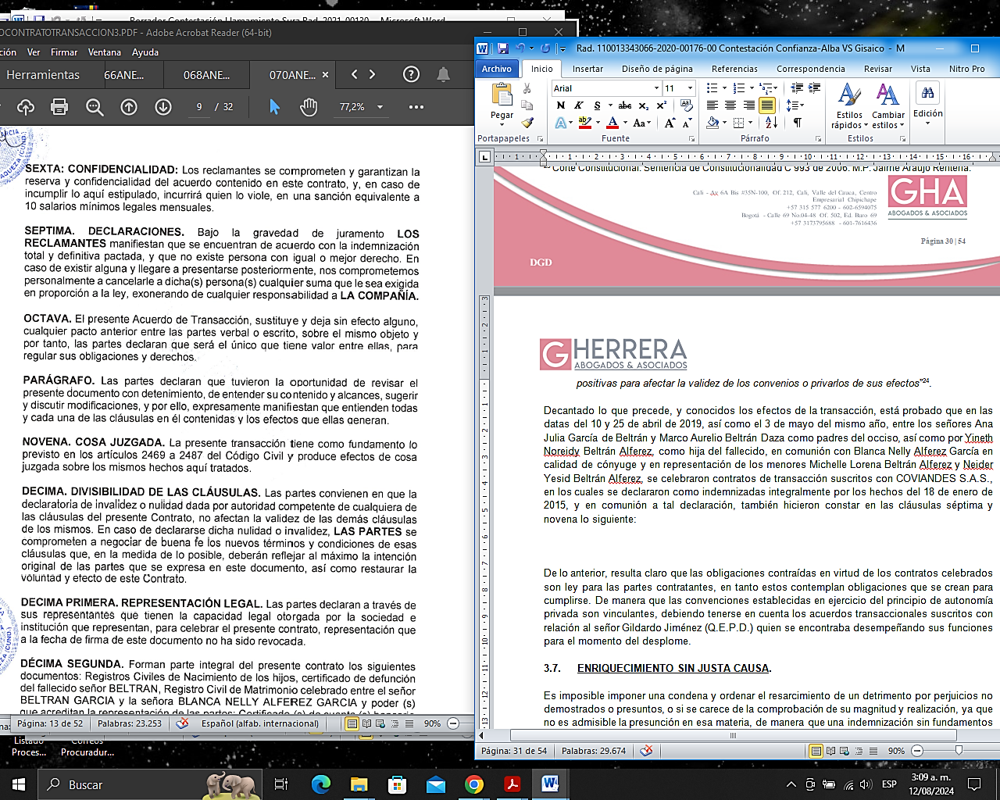 Borrador Contestación Llamamiento Sura Rad. 2021-00130 - Microsoft Word
OCONTRATOTRANSACCION3.PDF - Adobe Acrobat Reader (64-bit)
ción Ver Firmar Ventana Ayuda
Herramientas 66ANE... 068ANE... 070ANE... ×
9 / 32 77,2%
SEXTA: CONFIDENCIALIDAD: Los reclamantes se comprometen y garantizan la
reserva y confidencialidad del acuerdo contenido en este contrato, y, en caso de
incumplir lo aquí estipulado, incurrirá quien lo viole, en una sanción equivalente a
10 salarios mínimos legales mensuales.
SEPTIMA. DECLARACIONES. Bajo la gravedad de juramento LOS
RECLAMANTES manifiestan que se encuentran de acuerdo con la indemnización
total y definitiva pactada, y que no existe persona con igual o mejor derecho. En
caso de existir alguna y llegare a presentarse posteriormente, nos comprometemos
personalmente a cancelarle a dicha(s) persona(s) cualquier suma que le sea exigida
en proporción a la ley, exonerando de cualquier responsabilidad a LA COMPAÑÍA.
OCTAVA. El presente Acuerdo de Transacción, sustituye y deja sin efecto alguno,
cualquier pacto anterior entre las partes verbal o escrito, sobre el mismo objeto y
por tanto, las partes declaran que será el único que tiene valor entre ellas, para
regular sus obligaciones y derechos.
PARÁGRAFO. Las partes declaran que tuvieron la oportunidad de revisar el
presente documento con detenimiento, de entender su contenido y alcances, sugerir
y discutir modificaciones, y por ello, expresamente manifiestan que entienden todas
y cada una de las cláusulas en él contenidas y los efectos que ellas generan.
NOVENA. COSA JUZGADA. La presente transacción tiene como fundamento lo
previsto en los artículos 2469 a 2487 del Código Civil y produce efectos de cosa
juzgada sobre los mismos hechos aquí tratados.
DECIMA. DIVISIBILIDAD DE LAS CLÁUSULAS. Las partes convienen en que la
declaratoria de invalidez o nulidad dada por autoridad competente de cualquiera de
las cláusulas del presente Contrato, no afectan la validez de las demás cláusulas
de los mismos. En caso de declararse dicha nulidad o invalidez, LAS PARTES se
comprometen a negociar de buena fe los nuevos términos y condiciones de esas
cláusulas que, en la medida de lo posible, deberán reflejar al máximo la intención
original de las partes que se expresa en este documento, así como restaurar la
voluntad y efecto de este Contrato.
DECIMA PRIMERA. REPRESENTACIÓN LEGAL. Las partes declaran a través de
sus representantes que tienen la capacidad legal otorgada por la sociedad e
institución que representan, para celebrar el presente contrato, representación que
a la fecha de firma de este documento no ha sido revocada.
DÉCIMA SEGUNDA. Forman parte integral del presente contrato los siguientes
documentos: Registros Civiles de Nacimiento de los hijos, certificado de defunción
del fallecido señor BELTRAN, Registro Civil de Matrimonio celebrado entre el señor
BELTRAN GARCIA y la señora BLANCA NELLY ALFEREZ GARCIA y poder (s)
que acreditan la representación de las partes; Certificado (s) de cuenta (s) bancario
Página: 13 de 52 Palabras: 23.253 Español (alfab. internacional) 90%
Rad. 110013343066-2020-00176-00 Contestación Confianza-Alba VS Gisaico - M
Archivo Inicio Insertar Diseño de página Referencias Correspondencia Revisar Vista Nitro Pro
Arial 11
Pegar
N K S abc x₂ x²
Estilos rápidos
Cambiar estilos
Edición
Portapapeles Fuente Párrafo Estilos
Corte Constitucional. Sentencia de Constitucionalidad C 993 de 2006. M.P. Jaime Araujo Rentería.
Cali - Av 6A Bis #35N-100, Of. 212, Cali, Valle del Cauca, Centro
Empresarial Chipichape
+57 315 577 6200 - 602-6594075
Bogotá - Calle 69 No.04-48 Of. 502, Ed. Buro 69
+57 3173795688 - 601-7616436
GHA
ABOGADOS & ASOCIADOS
Página 30 | 54
DGD
G HERRERA
ABOGADOS & ASOCIADOS
positivas para afectar la validez de los convenios o privarlos de sus efectos”24.
Decantado lo que precede, y conocidos los efectos de la transacción, está probado que en las
datas del 10 y 25 de abril de 2019, así como el 3 de mayo del mismo año, entre los señores Ana
Julia García de Beltrán y Marco Aurelio Beltrán Daza como padres del occiso, así como por Yineth
Noreidy Beltrán Alferez, como hija del fallecido, en comunión con Blanca Nelly Alferez García en
calidad de cónyuge y en representación de los menores Michelle Lorena Beltrán Alferez y Neider
Yesid Beltrán Alferez, se celebraron contratos de transacción suscritos con COVIANDES S.A.S.,
en los cuales se declararon como indemnizadas integralmente por los hechos del 18 de enero de
2015, y en comunión a tal declaración, también hicieron constar en las cláusulas séptima y
novena lo siguiente:
De lo anterior, resulta claro que las obligaciones contraídas en virtud de los contratos celebrados
son ley para las partes contratantes, en tanto estos contemplan obligaciones que se crean para
cumplirse. De manera que las convenciones establecidas en ejercicio del principio de autonomía
privada son vinculantes, debiendo tenerse en cuenta los acuerdos transaccionales suscritos con
relación al señor Gildardo Jiménez (Q.E.P.D.) quien se encontraba desempeñando sus funciones
para el momento del desplome.
3.7. ENRIQUECIMIENTO SIN JUSTA CAUSA.
Es imposible imponer una condena y ordenar el resarcimiento de un detrimento por perjuicios no
demostrados o presuntos, o si se carece de la comprobación de su magnitud y realización, ya que
no es admisible la presunción en esa materia, de manera que una indemnización sin fundamentos
Página: 31 de 54 Palabras: 29.674 90%
Listado Proces...
Correos Procuradur...
Buscar
ESP
3:09 a. m.
12/08/2024